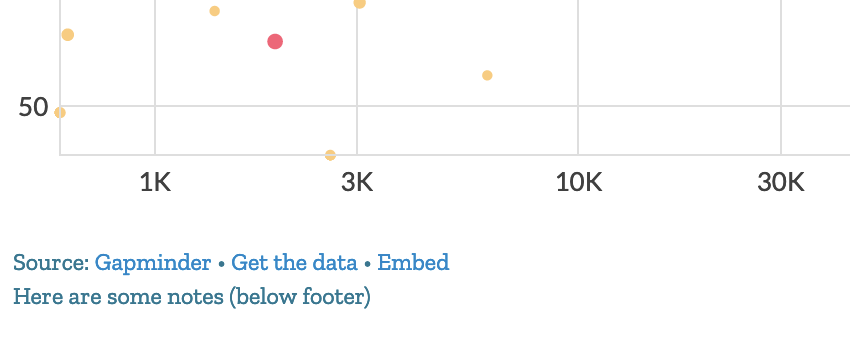 50
1K 3K 10K 30K
Source: Gapminder • Get the data • Embed
Here are some notes (below footer)